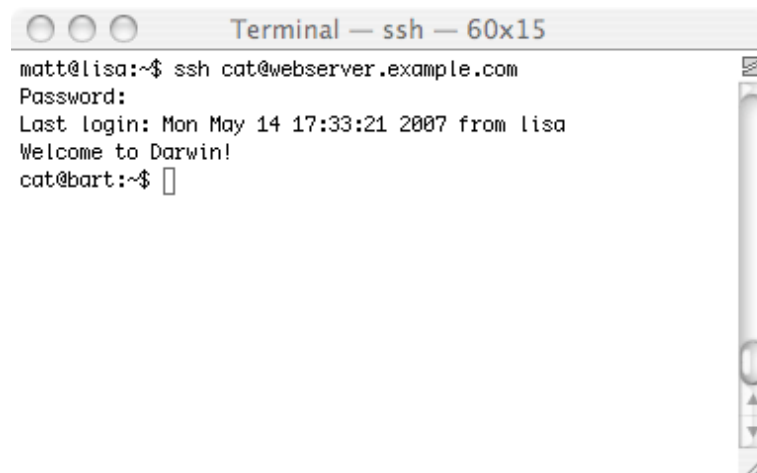 Terminal — ssh — 60x15
matt@lisa:~$ ssh cat@webserver.example.com
Password:
Last login: Mon May 14 17:33:21 2007 from lisa
Welcome to Darwin!
cat@bart:~$